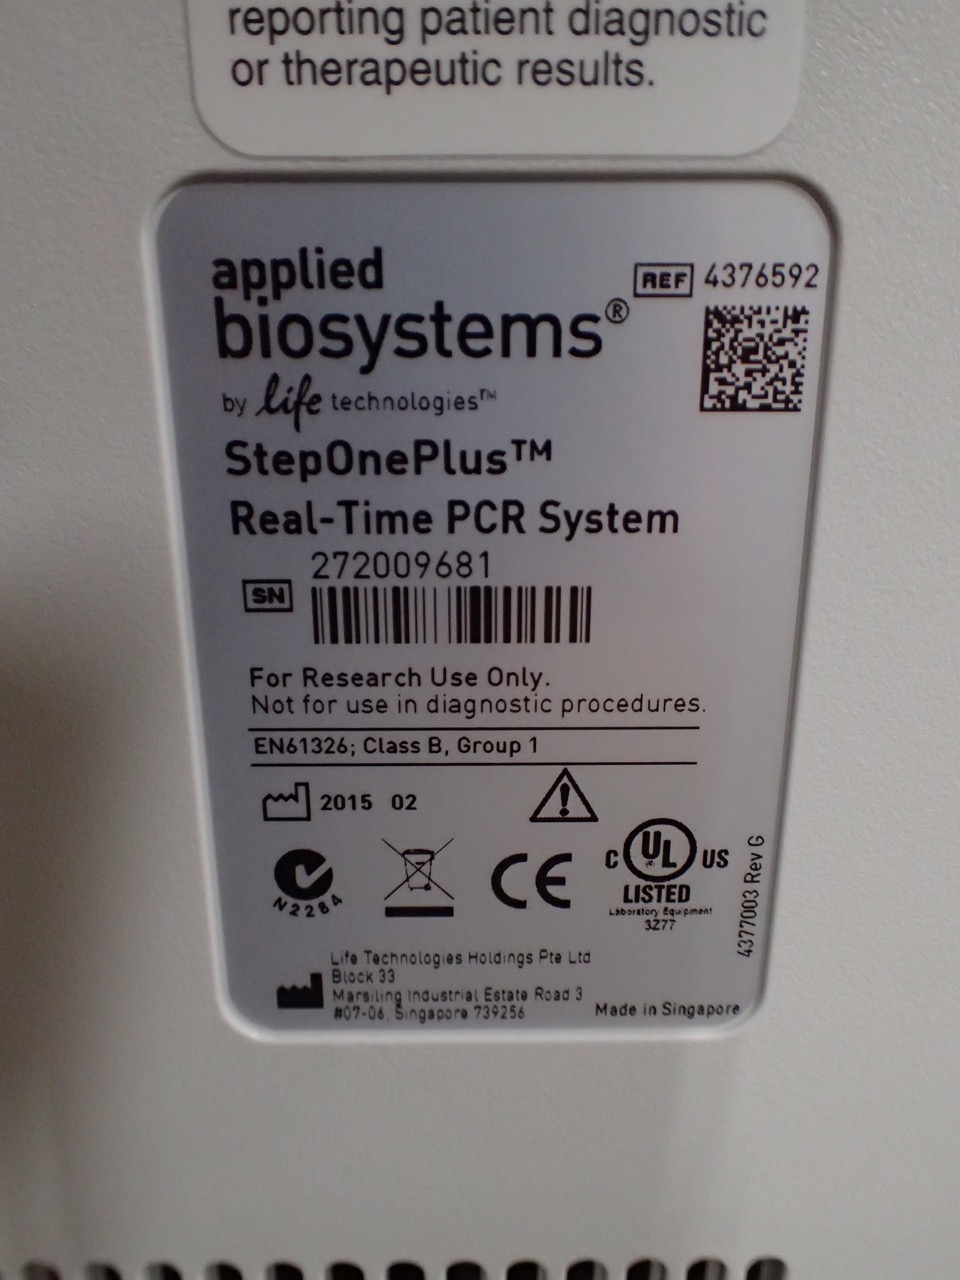 reporting patient diagnostic
or therapeutic results.
applied
biosystems®
by life technologies™
REF 4376592
StepOnePlus™
Real-Time PCR System
272009681
SN
For Research Use Only.
Not for use in diagnostic procedures.
EN61326; Class B, Group 1
2015 02
N2284
CE
C UL US
LISTED
Laboratory Equipment
3Z77
4377003 Rev G
Life Technologies Holdings Pte Ltd
Block 33
Marsiling Industrial Estate Road 3
#07-06, Singapore 739256
Made in Singapore